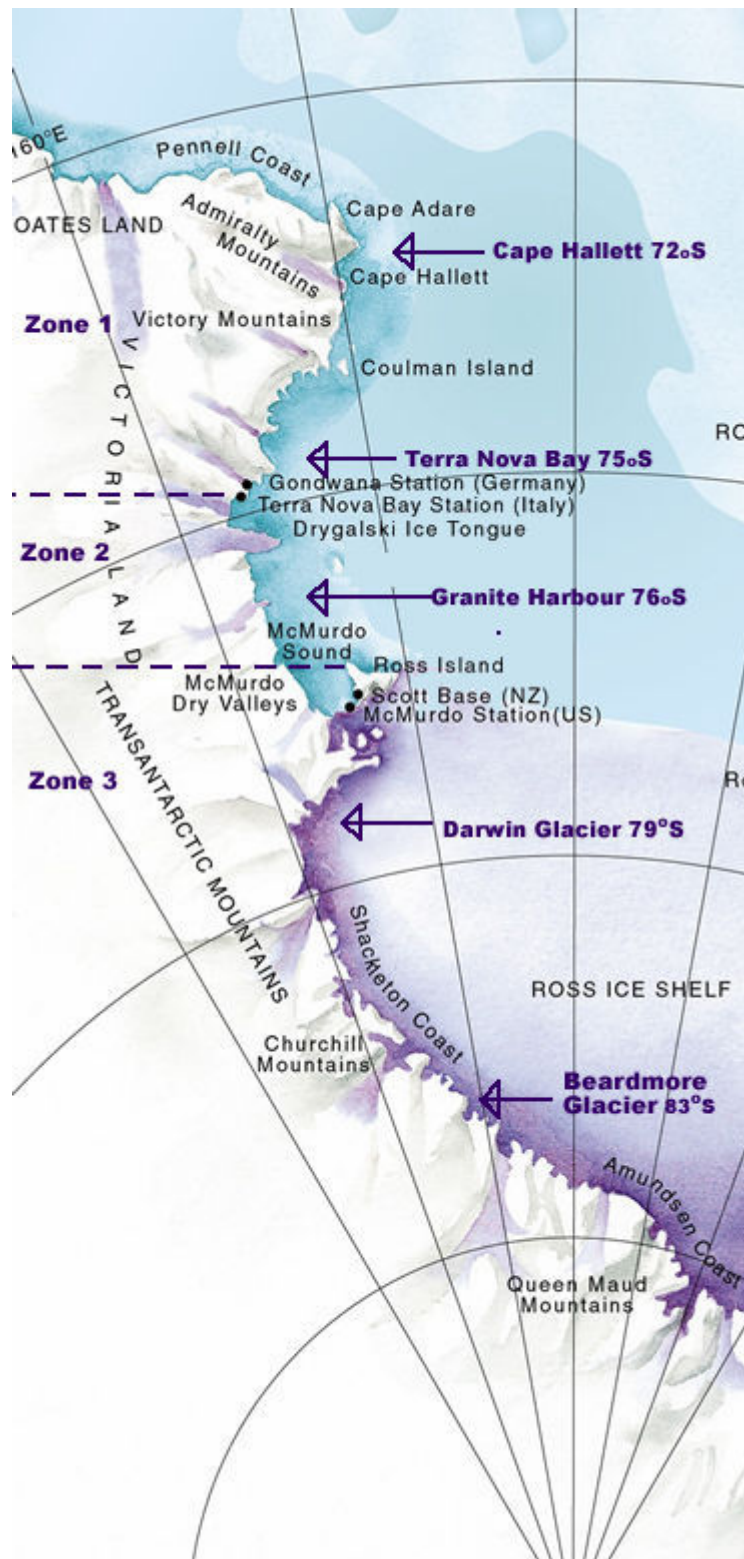 160°E
Pennell Coast
OATES LAND
Admiralty
Mountains
Cape Adare
Cape Hallett 72oS
Cape Hallett
Zone 1
Victory Mountains
VICTORIA LAND
Coulman Island
RO
Terra Nova Bay 75oS
Gondwana Station (Germany)
Terra Nova Bay Station (Italy)
Drygalski Ice Tongue
Zone 2
Granite Harbour 76oS
McMurdo
Sound
Ross Island
McMurdo
Dry Valleys
Scott Base (NZ)
McMurdo Station(US)
TRANSANTARCTIC MOUNTAINS
Zone 3
Ro
Darwin Glacier 79°S
Shackleton Coast
ROSS ICE SHELF
Churchill
Mountains
Beardmore
Glacier 83°S
Amundsen Coast
Queen Maud
Mountains